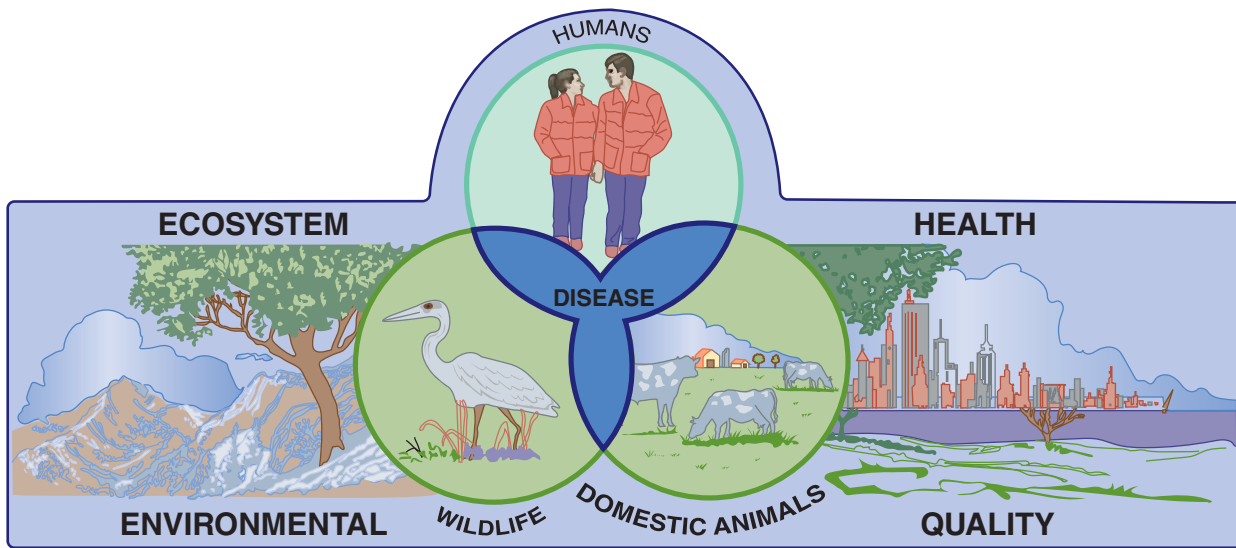 HUMANS
ECOSYSTEM
HEALTH
DISEASE
ENVIRONMENTAL
WILDLIFE
DOMESTIC ANIMALS
QUALITY